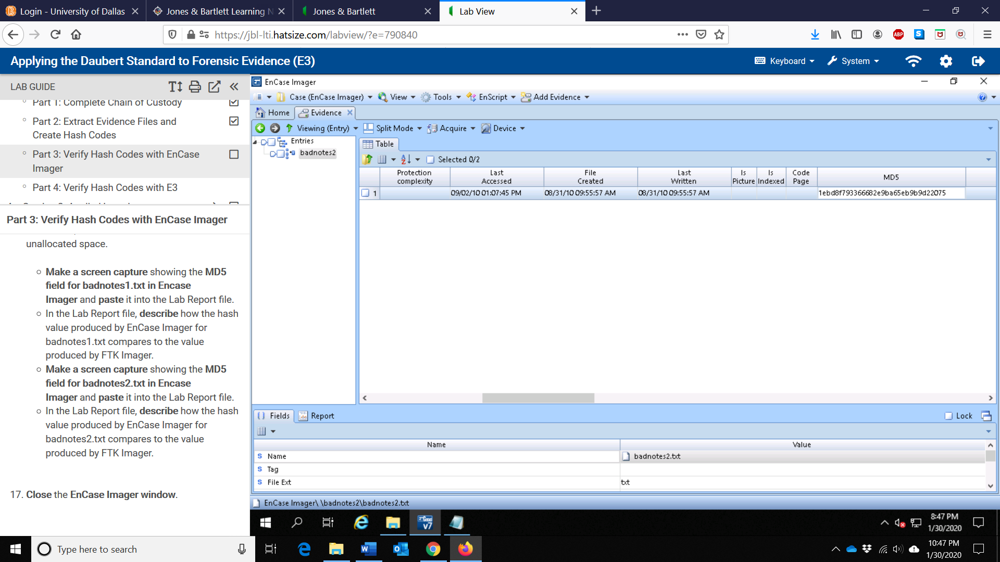 Login - University of Dallas
Jones & Bartlett Learning N
Jones & Bartlett
Lab View
https://jbl-lti.hatsize.com/labview/?e=790840
ABP
S
Applying the Daubert Standard to Forensic Evidence (E3)
Keyboard
System
LAB GUIDE
Part 1: Complete Chain of Custody
Part 2: Extract Evidence Files and
Create Hash Codes
Part 3: Verify Hash Codes with EnCase
Imager
Part 4: Verify Hash Codes with E3
Part 3: Verify Hash Codes with EnCase Imager
unallocated space.
Make a screen capture showing the MD5
field for badnotes1.txt in Encase
Imager and paste it into the Lab Report file.
In the Lab Report file, describe how the hash
value produced by EnCase Imager for
badnotes1.txt compares to the value
produced by FTK Imager.
Make a screen capture showing the MD5
field for badnotes2.txt in Encase
Imager and paste it into the Lab Report file.
In the Lab Report file, describe how the hash
value produced by EnCase Imager for
badnotes2.txt compares to the value
produced by FTK Imager.
17. Close the EnCase Imager window.
EnCase Imager
Case (EnCase Imager) View Tools EnScript Add Evidence
Home Evidence
Viewing (Entry) Split Mode Acquire Device
Entries
badnotes2
Table
Selected 0/2
Protection complexity Last Accessed File Created Last Written Is Picture Is Indexed Code Page MD5
1 09/02/10 01:07:45 PM 08/31/10 09:55:57 AM 08/31/10 09:55:57 AM 1ebd8f793366682e9ba65eb9b9d22075
Fields Report Lock
Name Value
S Name badnotes2.txt
S Tag
S File Ext txt
EnCase Imager\ \badnotes2\badnotes2.txt
v7
8:47 PM
1/30/2020
Type here to search
10:47 PM
1/30/2020